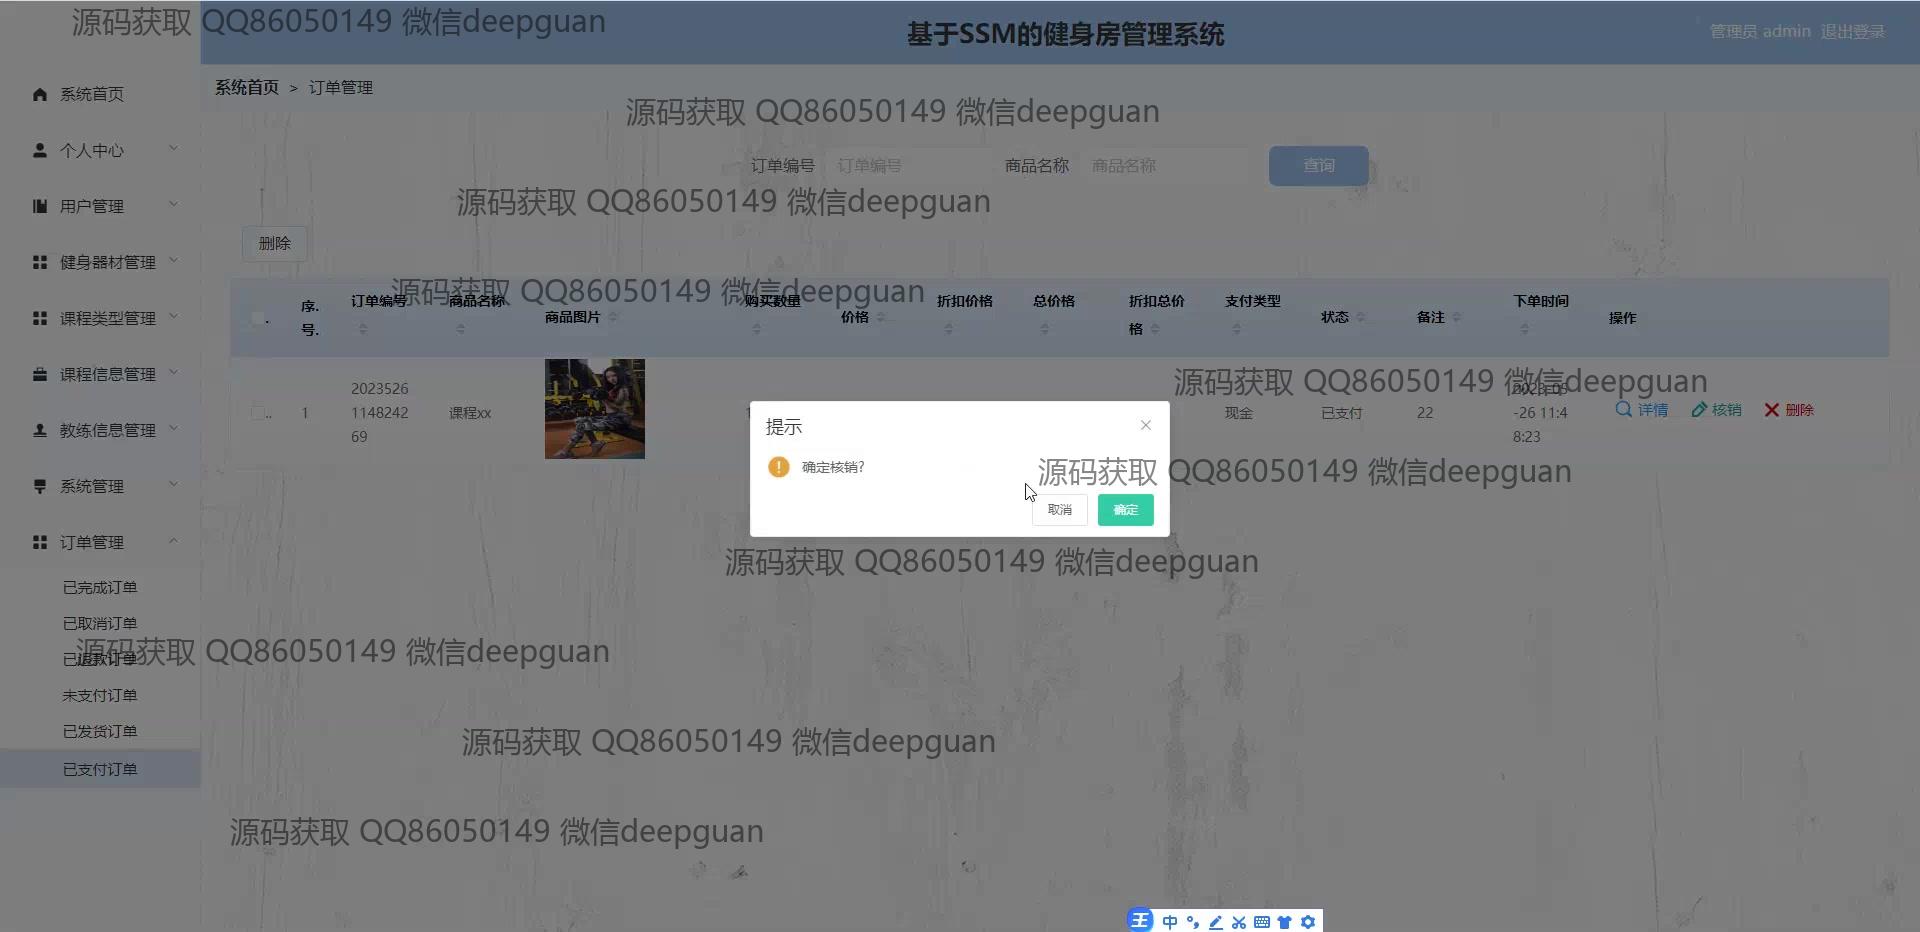 源码获取 QQ86050149 微信deepguan
基于SSM的健身房管理系统
管理员 admin 退出登录
系统首页
个人中心
用户管理
健身器材管理
课程类型管理
课程信息管理
教练信息管理
系统管理
订单管理
已完成订单
已取消订单
已退款订单
未支付订单
已发货订单
已支付订单
系统首页 > 订单管理
源码获取 QQ86050149 微信deepguan
订单编号 订单编号 商品名称 商品名称 查询
源码获取 QQ86050149 微信deepguan
删除
源码获取 QQ86050149 微信deepguan
序.
号.
订单编号
商品名称
商品图片
购买数量
价格
折扣价格
总价格
折扣总价
格
支付类型
状态
备注
下单时间
操作
源码获取 QQ86050149 微信deepguan
1
2023526
1148242
69
课程xx
现金
已支付
22
2023-05
-26 11:4
8:23
详情 核销 删除
提示
确定核销?
取消 确定
源码获取 QQ86050149 微信deepguan
源码获取 QQ86050149 微信deepguan
源码获取 QQ86050149 微信deepguan
源码获取 QQ86050149 微信deepguan
源码获取 QQ86050149 微信deepguan
王 中